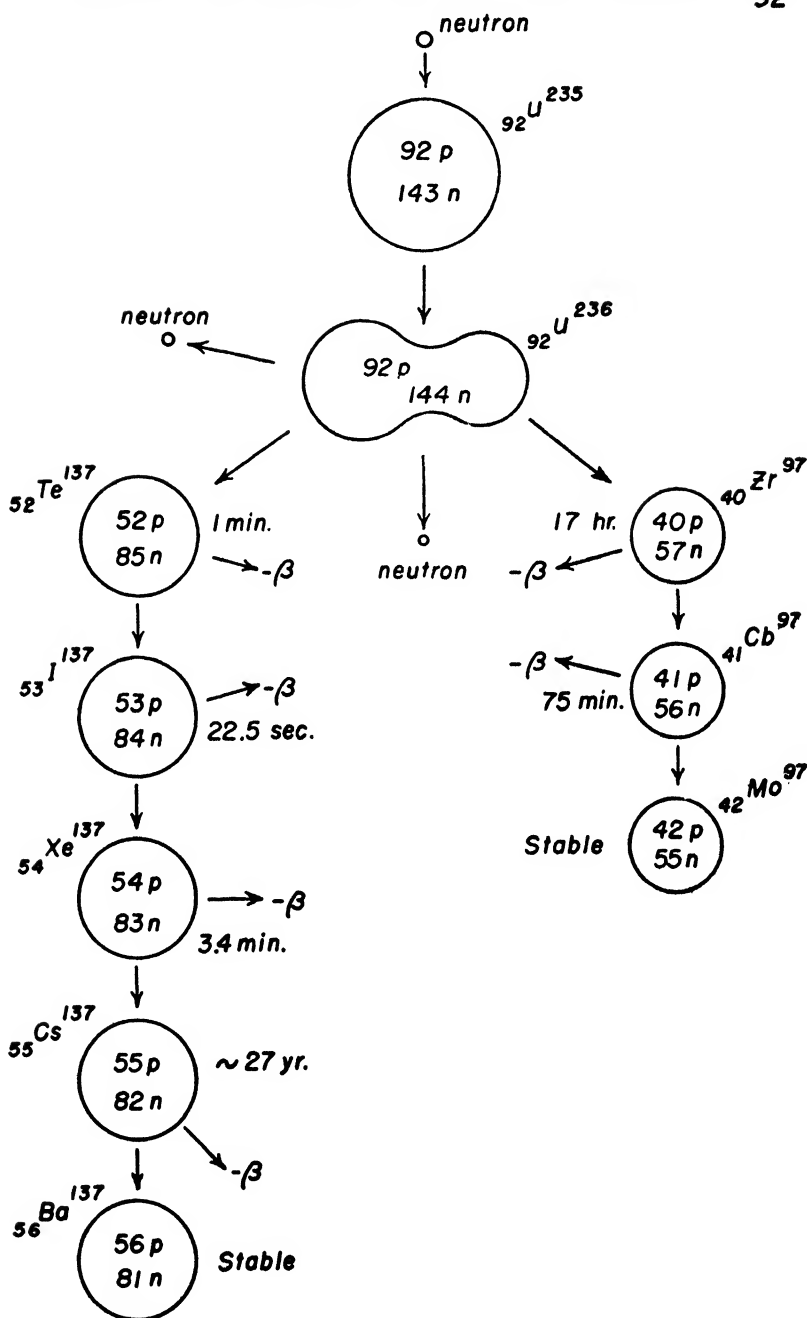 92
neutron
92U235
92 p
143 n
neutron
92U236
92 p
144 n
52Te137
52 p
85 n
1 min.
-β
neutron
40Zr97
17 hr.
40 p
57 n
-β
53I137
53 p
84 n
-β
22.5 sec.
41Cb97
-β
41 p
56 n
75 min.
54Xe137
54 p
83 n
-β
3.4 min.
42Mo97
Stable
42 p
55 n
55Cs137
55 p
82 n
~ 27 yr.
-β
56Ba137
56 p
81 n
Stable